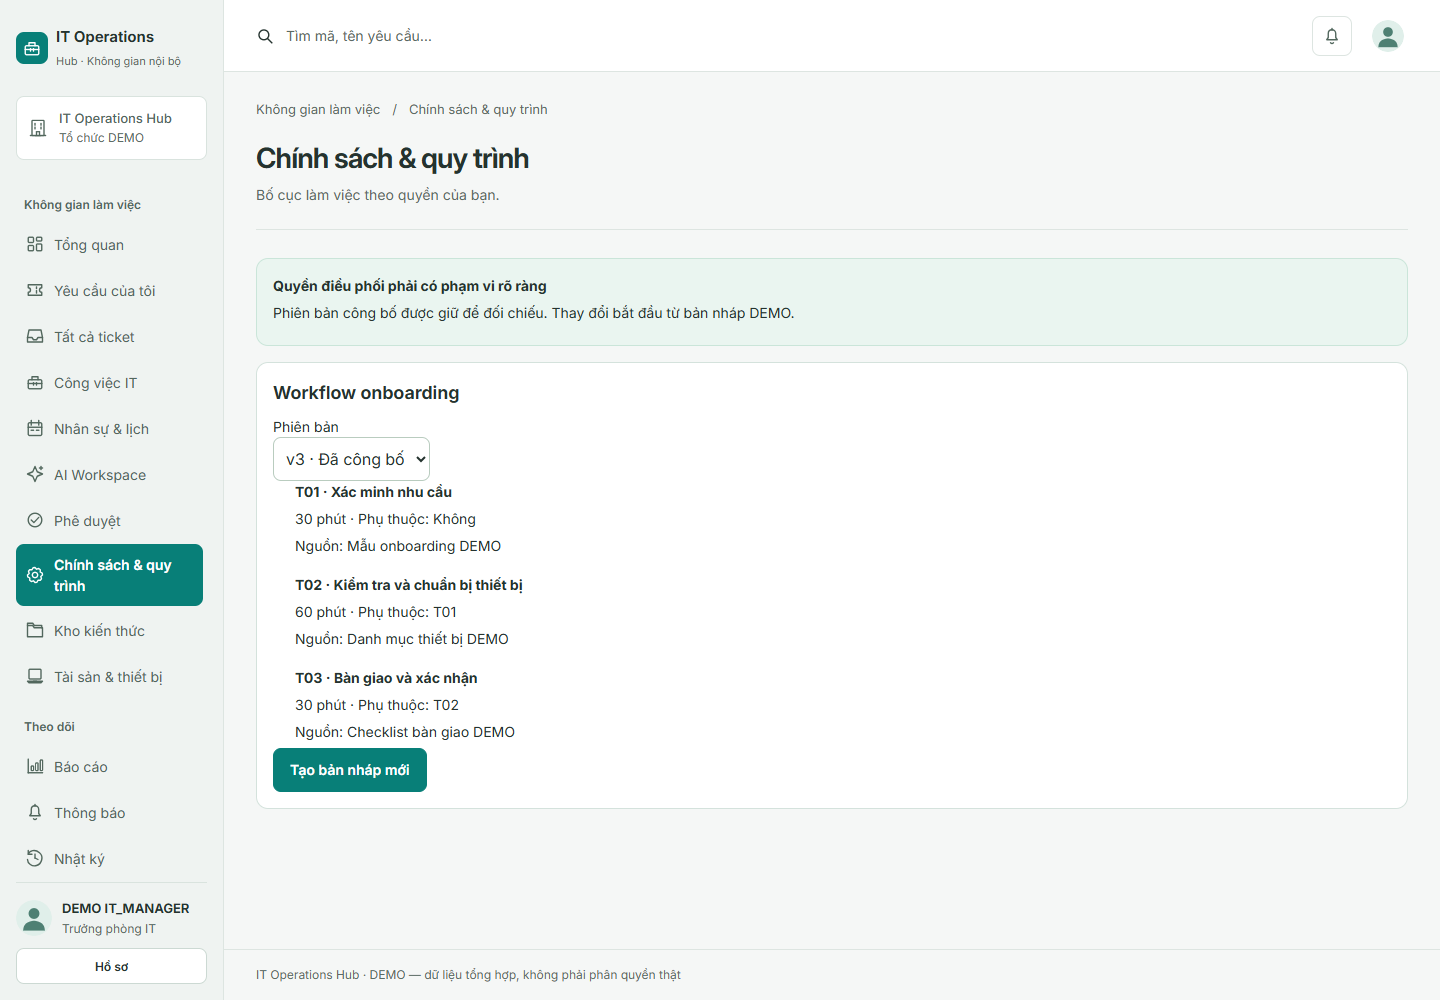 IT Operations
Hub · Không gian nội bộ
IT Operations Hub
Tổ chức DEMO
Không gian làm việc
Tổng quan
Yêu cầu của tôi
Tất cả ticket
Công việc IT
Nhân sự & lịch
AI Workspace
Phê duyệt
Chính sách & quy
trình
Kho kiến thức
Tài sản & thiết bị
Theo dõi
Báo cáo
Thông báo
Nhật ký
DEMO IT_MANAGER
Trưởng phòng IT
Hồ sơ
Tìm mã, tên yêu cầu...
Không gian làm việc / Chính sách & quy trình
Chính sách & quy trình
Bố cục làm việc theo quyền của bạn.
Quyền điều phối phải có phạm vi rõ ràng
Phiên bản công bố được giữ để đối chiếu. Thay đổi bắt đầu từ bản nháp DEMO.
Workflow onboarding
Phiên bản
v3 · Đã công bố
T01 · Xác minh nhu cầu
30 phút · Phụ thuộc: Không
Nguồn: Mẫu onboarding DEMO
T02 · Kiểm tra và chuẩn bị thiết bị
60 phút · Phụ thuộc: T01
Nguồn: Danh mục thiết bị DEMO
T03 · Bàn giao và xác nhận
30 phút · Phụ thuộc: T02
Nguồn: Checklist bàn giao DEMO
Tạo bản nháp mới
IT Operations Hub · DEMO — dữ liệu tổng hợp, không phải phân quyền thật